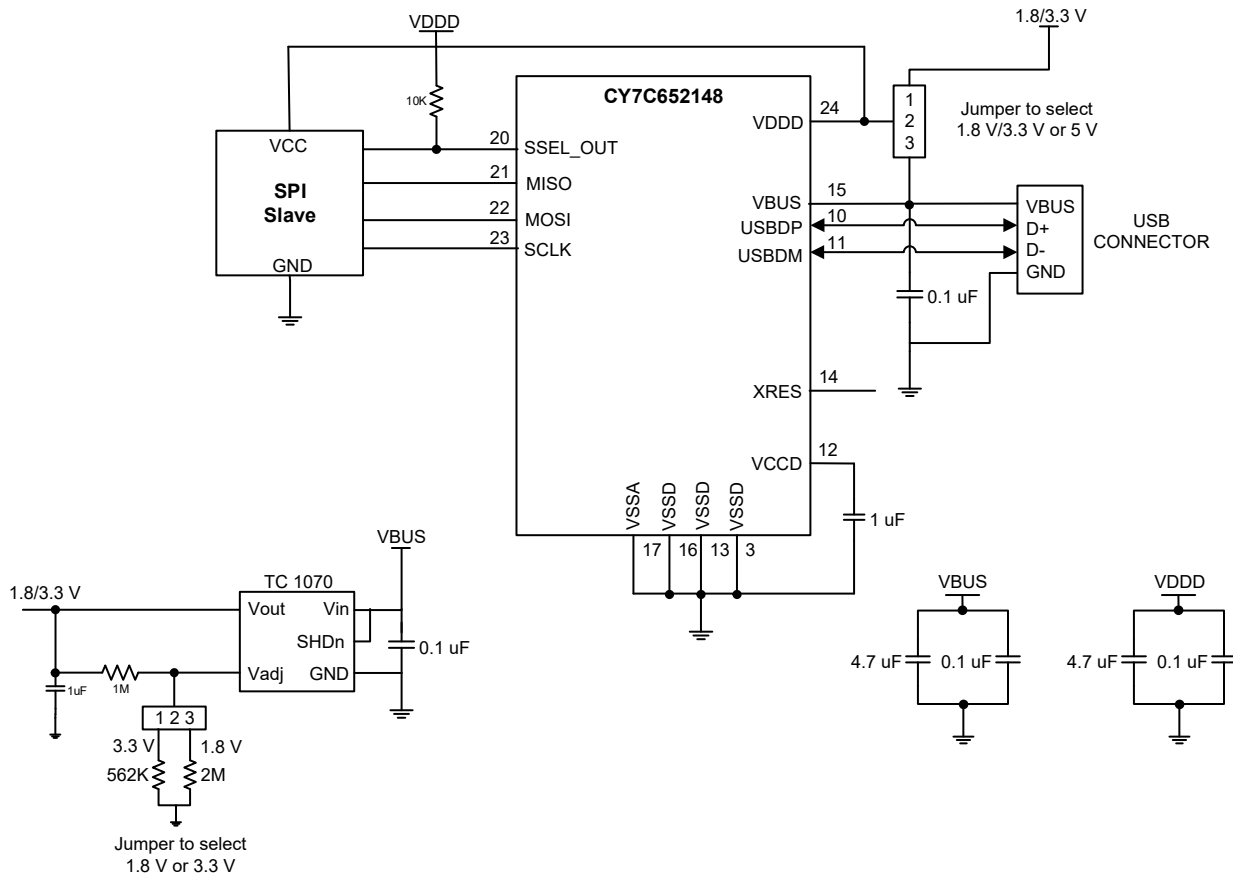 VDDD
1.8/3.3 V
10K
CY7C652148
VDDD
24
1
2
3
Jumper to select
1.8 V/3.3 V or 5 V
VCC
SPI
Slave
GND
20
SSEL_OUT
21
MISO
22
MOSI
23
SCLK
VBUS
15
USBDP
10
USBDM
11
VBUS
D+
D-
GND
USB
CONNECTOR
0.1 uF
XRES
14
VCCD
12
1 uF
VSSA
VSSD
VSSD
VSSD
17
16
13
3
VBUS
TC 1070
1.8/3.3 V
Vout
Vin
SHDn
Vadj
GND
0.1 uF
1uF
1M
1 2 3
3.3 V
1.8 V
562K
2M
Jumper to select
1.8 V or 3.3 V
VBUS
4.7 uF
0.1 uF
VDDD
4.7 uF
0.1 uF